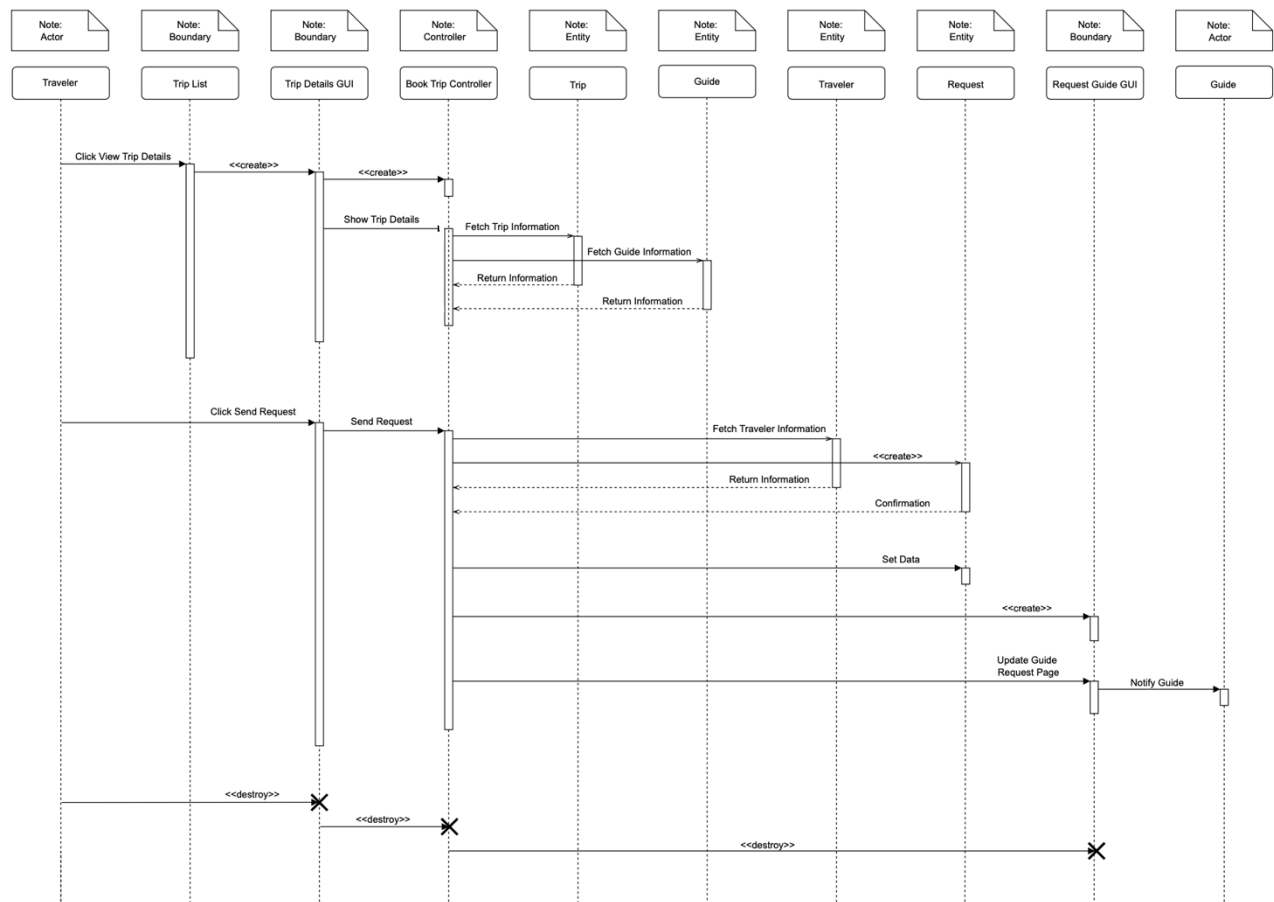 Note:
Actor
Note:
Boundary
Note:
Boundary
Note:
Controller
Note:
Entity
Note:
Entity
Note:
Entity
Note:
Entity
Note:
Boundary
Note:
Actor
Traveler
Trip List
Trip Details GUI
Book Trip Controller
Trip
Guide
Traveler
Request
Request Guide GUI
Guide
Click View Trip Details
<<create>>
<<create>>
Show Trip Details
Fetch Trip Information
Fetch Guide Information
Return Information
Return Information
Click Send Request
Send Request
Fetch Traveler Information
<<create>>
Return Information
Confirmation
Set Data
<<create>>
Update Guide
Request Page
Notify Guide
<<destroy>>
<<destroy>>
<<destroy>>